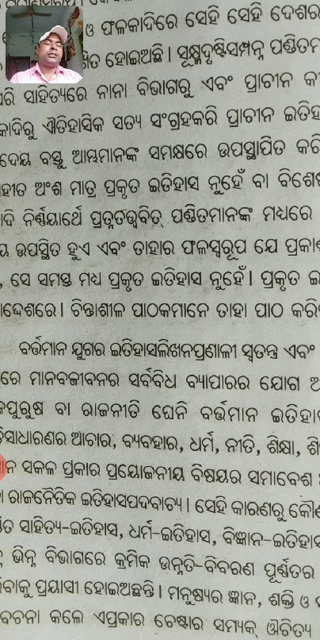 ଓ ଫଳକାଦିରେ ସେହି ସେହି ଦେଶର
ହୋଇଅଛି । ସୂକ୍ଷ୍ମଦୃଷ୍ଟିସମ୍ପନ୍ନ ପଣ୍ଡିତମ
ସାହିତ୍ୟରେ ନାନା ବିଭାଗରୁ ଏବଂ ପ୍ରାଚୀନ କୀ
କାଦିରୁ ଐତିହାସିକ ସତ୍ୟ ସଂଗ୍ରହକରି ପ୍ରାଚୀନ ଇତିହ
ଦେୟ ବସ୍ତୁ ଆମ୍ଭମାନଙ୍କ ସମକ୍ଷରେ ଉପସ୍ଥାପିତ କରି
ହୀତ ଅଂଶ ମାତ୍ର ପ୍ରକୃତ ଇତିହାସ ନୁହେଁ ବା ବିଶେଷ
ଦି ନିର୍ଣ୍ଣୟାର୍ଥେ ପ୍ରତ୍ନତତ୍ତ୍ୱବିତ୍ ପଣ୍ଡିତମାନଙ୍କ ମଧ୍ୟରେ
ୟ ଉପସ୍ଥିତ ହୁଏ ଏବଂ ତାହାର ଫଳସ୍ୱରୂପ ଯେ ପ୍ରକା
, ସେ ସମସ୍ତ ମଧ୍ୟ ପ୍ରକୃତ ଇତିହାସ ନୁହେଁ । ପ୍ରକୃତ ଇ
ଦ୍ଦେଶରେ । ଚିନ୍ତାଶୀଳ ପାଠକମାନେ ତାହା ପାଠ କରି
ବର୍ତ୍ତମାନ ଯୁଗର ଇତିହାସଲିଖନପ୍ରଣାଳୀ ସ୍ୱତନ୍ତ୍ର ଏବଂ
ରେ ମାନବଜୀବନର ସର୍ବବିଧ ବ୍ୟାପାରର ଯୋଗ ଅ
ଜପୁରୁଷ ବା ରାଜନୀତି ଘେନି ବର୍ତ୍ତମାନ ଇତିହା
ସାଧାରଣର ଆଚାର, ବ୍ୟବହାର, ଧର୍ମ, ନୀତି, ଶିକ୍ଷା, ଶି
ନ ସକଳ ପ୍ରକାର ପ୍ରୟୋଜନୀୟ ବିଷୟର ସମାବେଶ
ରାଜନୈତିକ ଇତିହାସପଦବାଚ୍ୟ । ସେହି କାରଣରୁ କୌଣ
ତ ସାହିତ୍ୟ-ଇତିହାସ, ଧର୍ମ-ଇତିହାସ, ବିଜ୍ଞାନ-ଇତିହାସ
ଭିନ୍ନ ବିଭାଗରେ କ୍ରମିକ ଉନ୍ନତି-ବିବରଣ ପୂର୍ଣ୍ଣତର
ବାକୁ ପ୍ରୟାସୀ ହୋଇଅଛନ୍ତି । ମନୁଷ୍ୟର ଜ୍ଞାନ, ଶକ୍ତି ଓ
ବେଚନା କଲେ ଏପ୍ରକାର ଚେଷ୍ଟାର ସମ୍ୟକ୍ ଔଚିତ୍ୟ